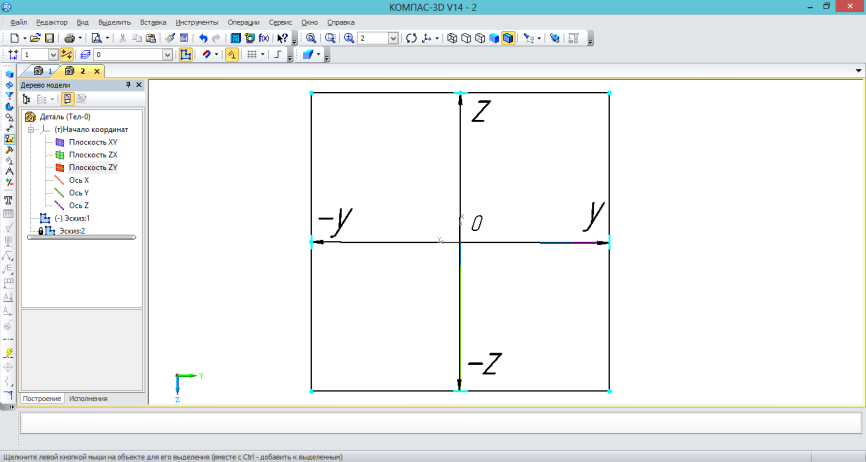 КОМПАС-3D V14 - 2
Файл Редактор Вид Выделить Вставка Инструменты Операции Сервис Окно Справка
2
f(x)
1 0
1 2
Дерево модели
Деталь (Тел-0)
(т)Начало координат
Плоскость XY
Плоскость ZX
Плоскость ZY
Ось X
Ось Y
Ось Z
(-) Эскиз:1
Эскиз:2
Построение Исполнения
Z
-y 0 y
-Z
Y
Z
Щелкните левой кнопкой мыши на объекте для его выделения (вместе с Ctrl - добавить к выделенным)